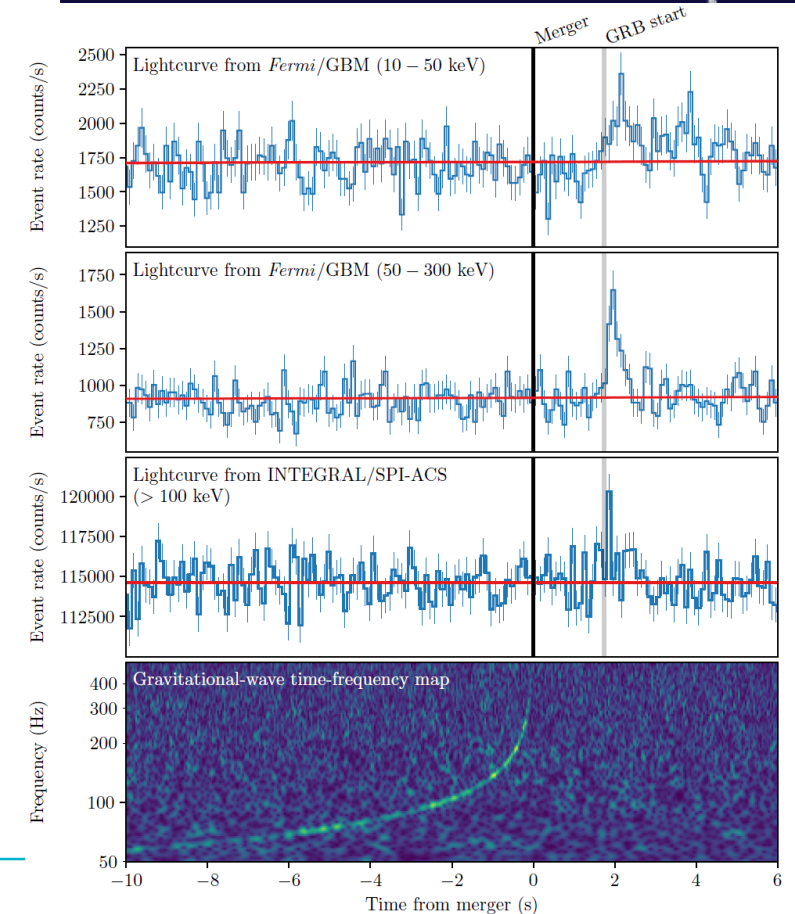 Merger
GRB start
Lightcurve from Fermi/GBM (10 − 50 keV)
Event rate (counts/s)
2500
2250
2000
1750
1500
1250
Lightcurve from Fermi/GBM (50 − 300 keV)
Event rate (counts/s)
1750
1500
1250
1000
750
Lightcurve from INTEGRAL/SPI-ACS
(> 100 keV)
Event rate (counts/s)
120000
117500
115000
112500
Gravitational-wave time-frequency map
Frequency (Hz)
400
300
200
100
50
−10 −8 −6 −4 −2 0 2 4 6
Time from merger (s)